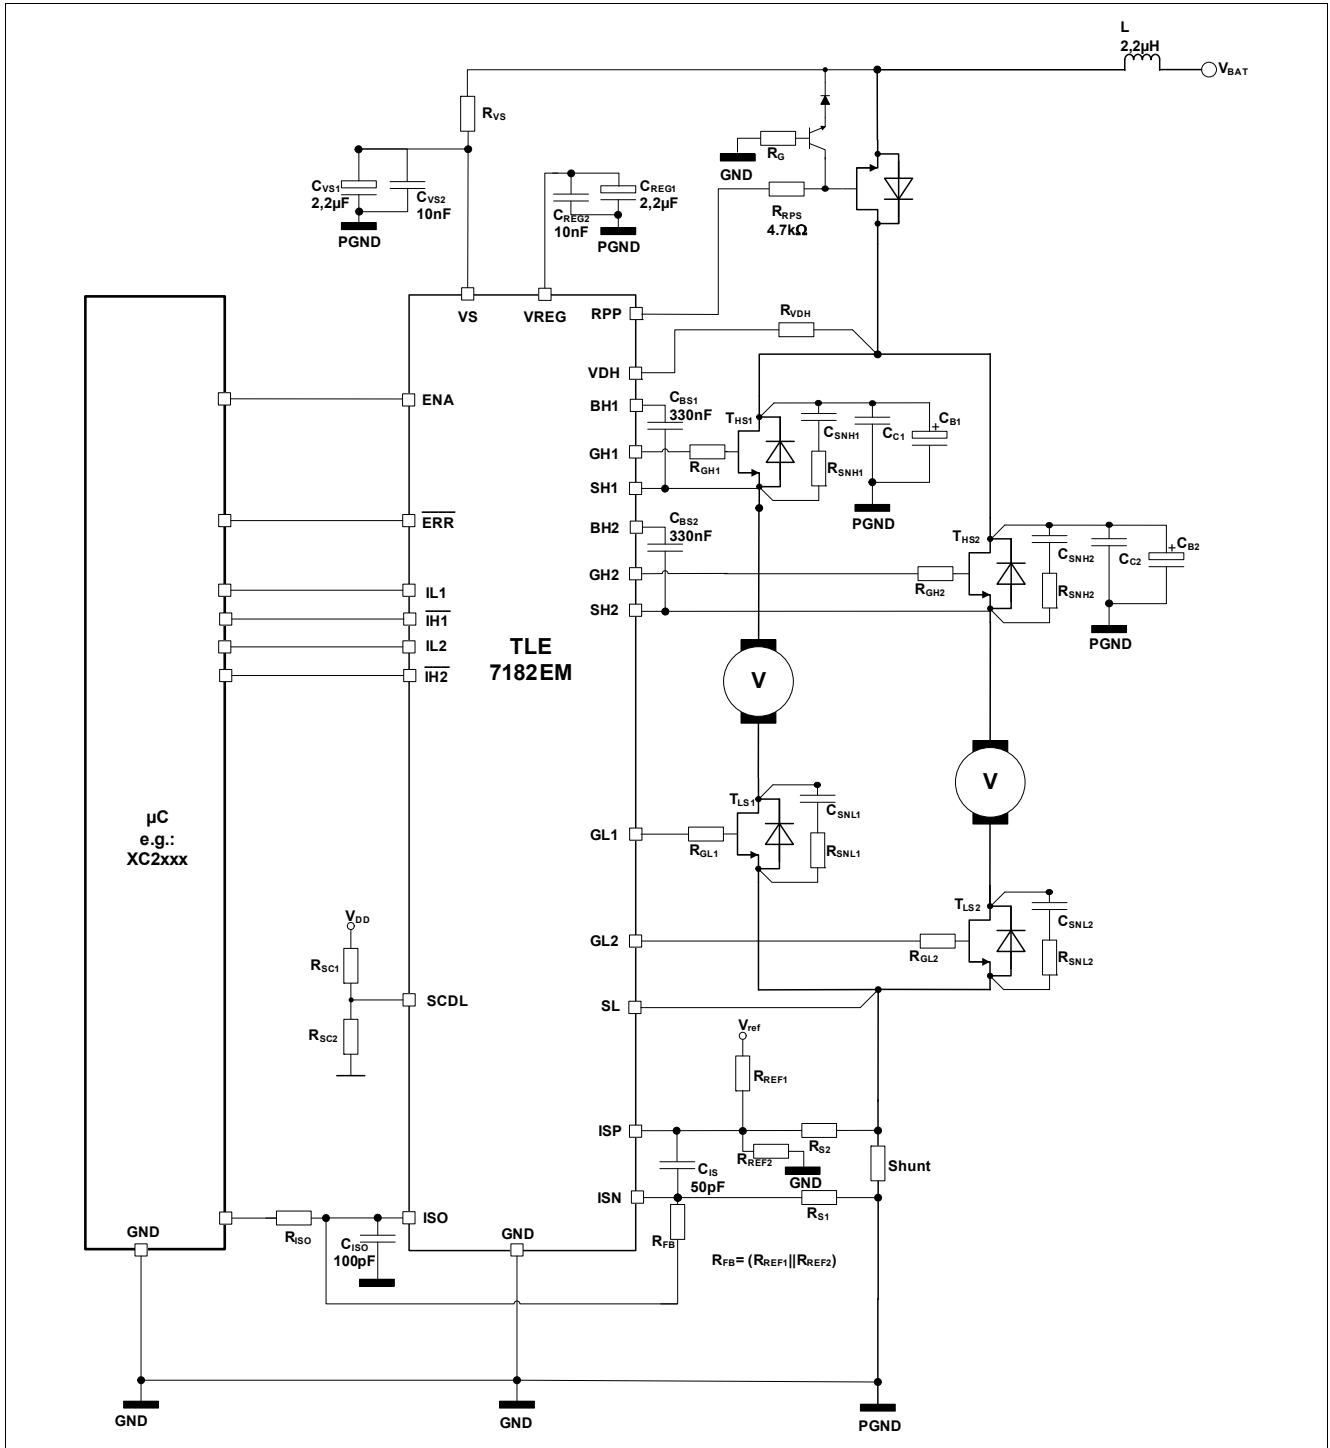 L
2,2µH
VBAT
RVS
RG
GND
CVS1
2,2µF
CVS2
10nF
PGND
CREG1
2,2µF
CREG2
10nF
PGND
RRPS
4.7kΩ
VS
VREG
RPP
RVDH
VDH
ENA
BH1
CBS1
330nF
THS1
CSNH1
CC1
CB1
GH1
RGH1
RSNH1
SH1
PGND
ERR
BH2
CBS2
330nF
THS2
CSNH2
CC2
CB2
GH2
RGH2
RSNH2
IL1
SH2
IH1
IL2
IH2
PGND
TLE
7182EM
V
V
µC
e.g.:
XC2xxx
TLS1
CSNL1
GL1
RGL1
RSNL1
VDD
TLS2
CSNL2
GL2
RGL2
RSNL2
RSC1
SCDL
SL
RSC2
Vref
RREF1
ISP
RS2
RREF2
GND
Shunt
CIS
50pF
ISN
RS1
GND
RISO
ISO
CISO
100pF
GND
RFB
RFB= (RREF1||RREF2)
GND
GND
PGND